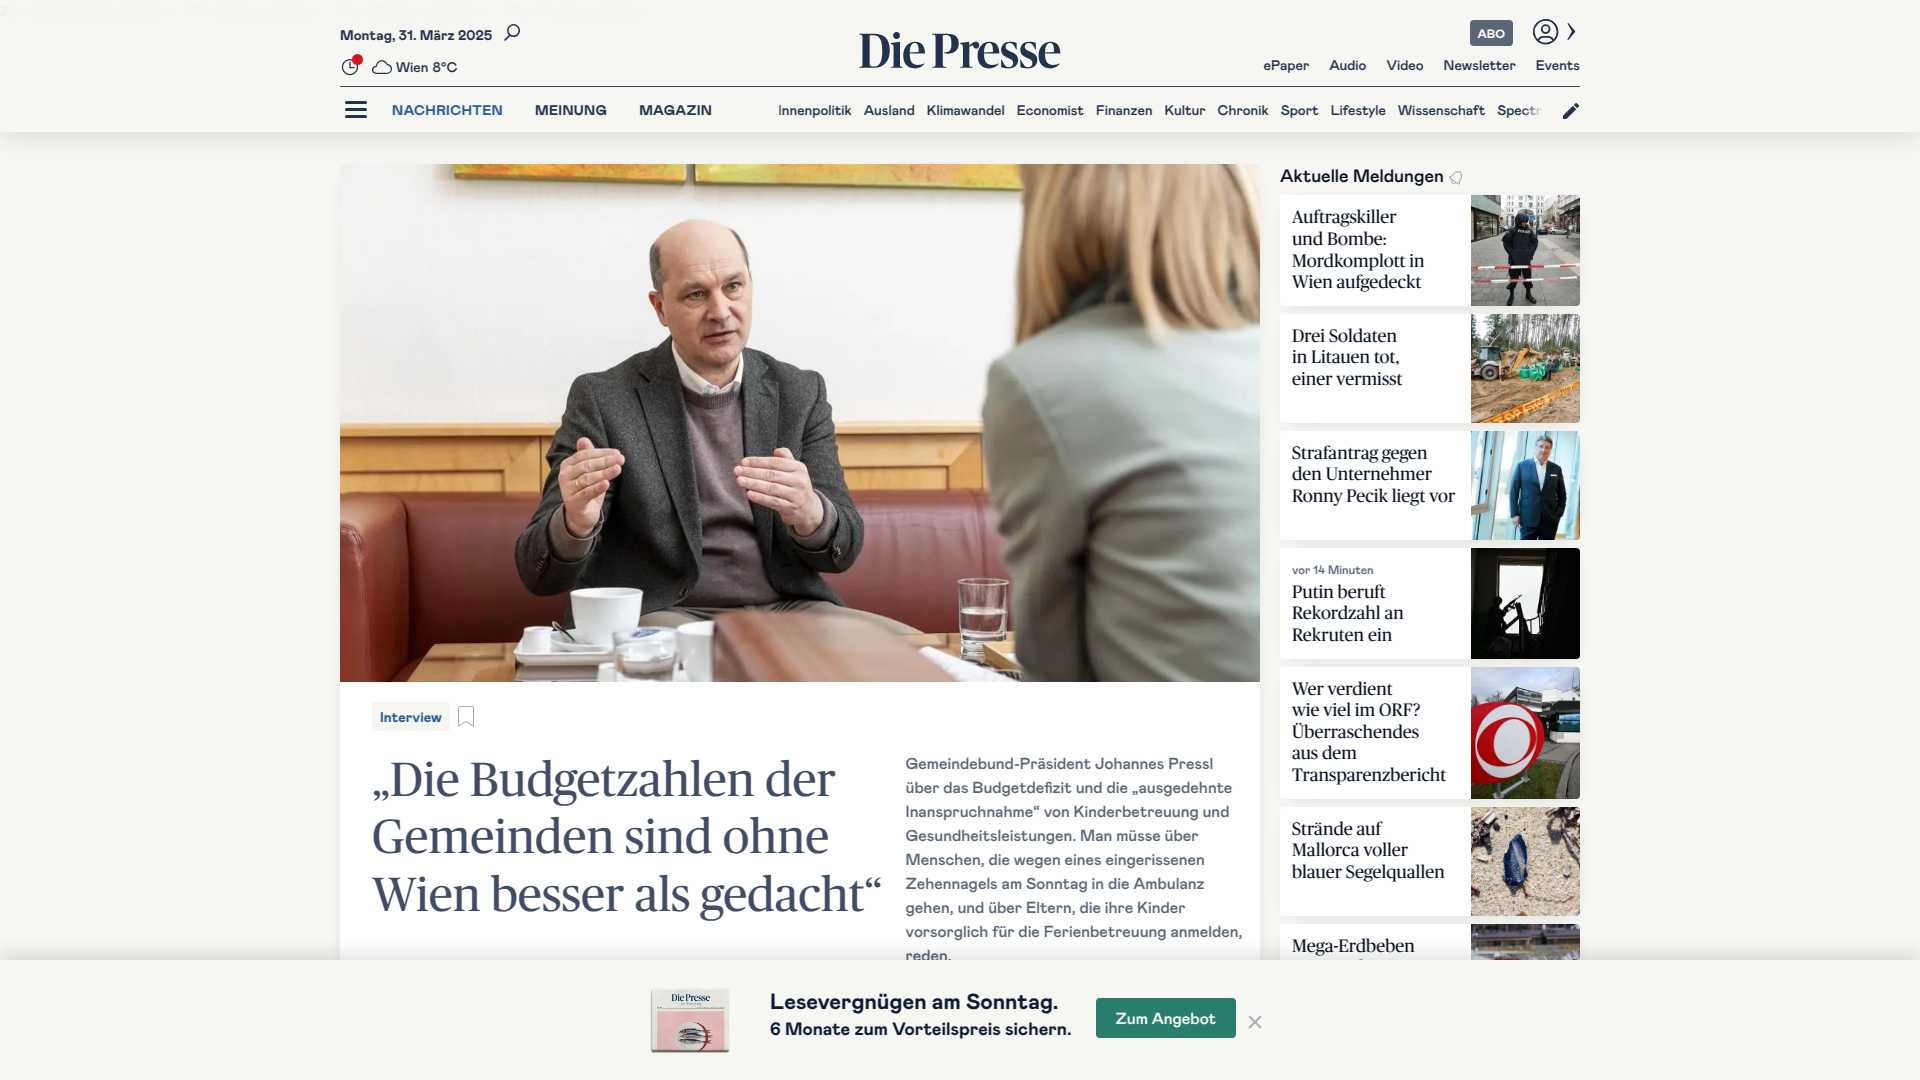 Montag, 31. März 2025
Wien 8°C
Die Presse
ABO
ePaper Audio Video Newsletter Events
NACHRICHTEN MEINUNG MAGAZIN
Innenpolitik Ausland Klimawandel Economist Finanzen Kultur Chronik Sport Lifestyle Wissenschaft Spectr
Interview
„Die Budgetzahlen der
Gemeinden sind ohne
Wien besser als gedacht“
Gemeindebund-Präsident Johannes Pressl
über das Budgetdefizit und die „ausgedehnte
Inanspruchnahme“ von Kinderbetreuung und
Gesundheitsleistungen. Man müsse über
Menschen, die wegen eines eingerissenen
Zehennagels am Sonntag in die Ambulanz
gehen, und über Eltern, die ihre Kinder
vorsorglich für die Ferienbetreuung anmelden,
reden.
Aktuelle Meldungen
Auftragskiller
und Bombe:
Mordkomplott in
Wien aufgedeckt
Drei Soldaten
in Litauen tot,
einer vermisst
Strafantrag gegen
den Unternehmer
Ronny Pecik liegt vor
vor 14 Minuten
Putin beruft
Rekordzahl an
Rekruten ein
Wer verdient
wie viel im ORF?
Überraschendes
aus dem
Transparenzbericht
Strände auf
Mallorca voller
blauer Segelquallen
Mega-Erdbeben
Die Presse
Lesevergnügen am Sonntag.
6 Monate zum Vorteilspreis sichern.
Zum Angebot